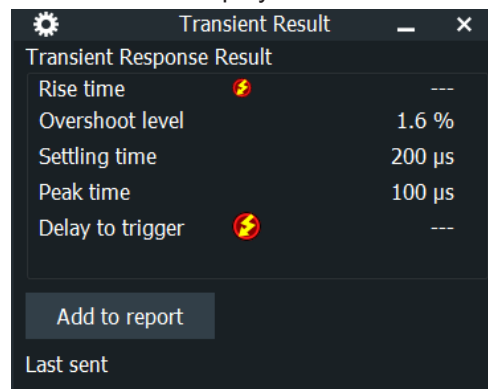 Transient Result
Transient Response Result
Rise time ---
Overshoot level 1.6 %
Settling time 200 µs
Peak time 100 µs
Delay to trigger ---
Add to report
Last sent